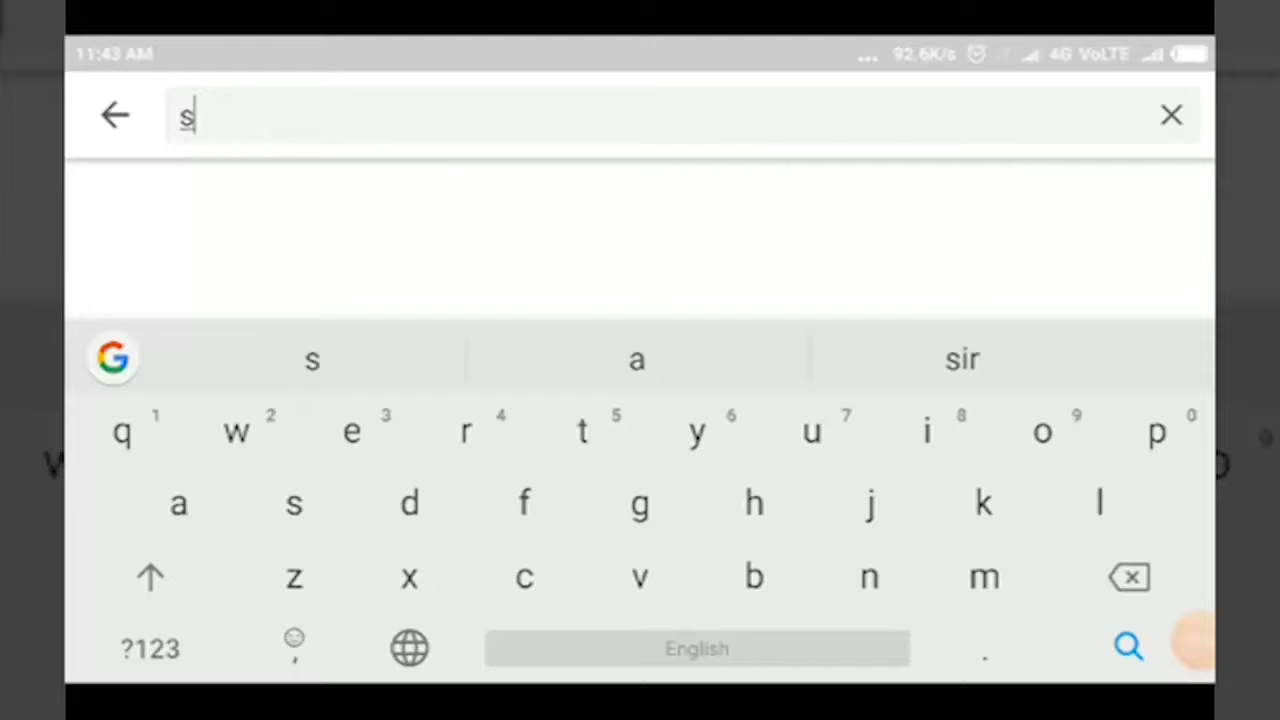 11:43 AM ... 92.6K/s 4G VoLTE
s
G s a sir
q 1 w 2 e 3 r 4 t 5 y 6 u 7 i 8 o 9 p 0
a s d f g h j k l
z x c v b n m
?123 , English .